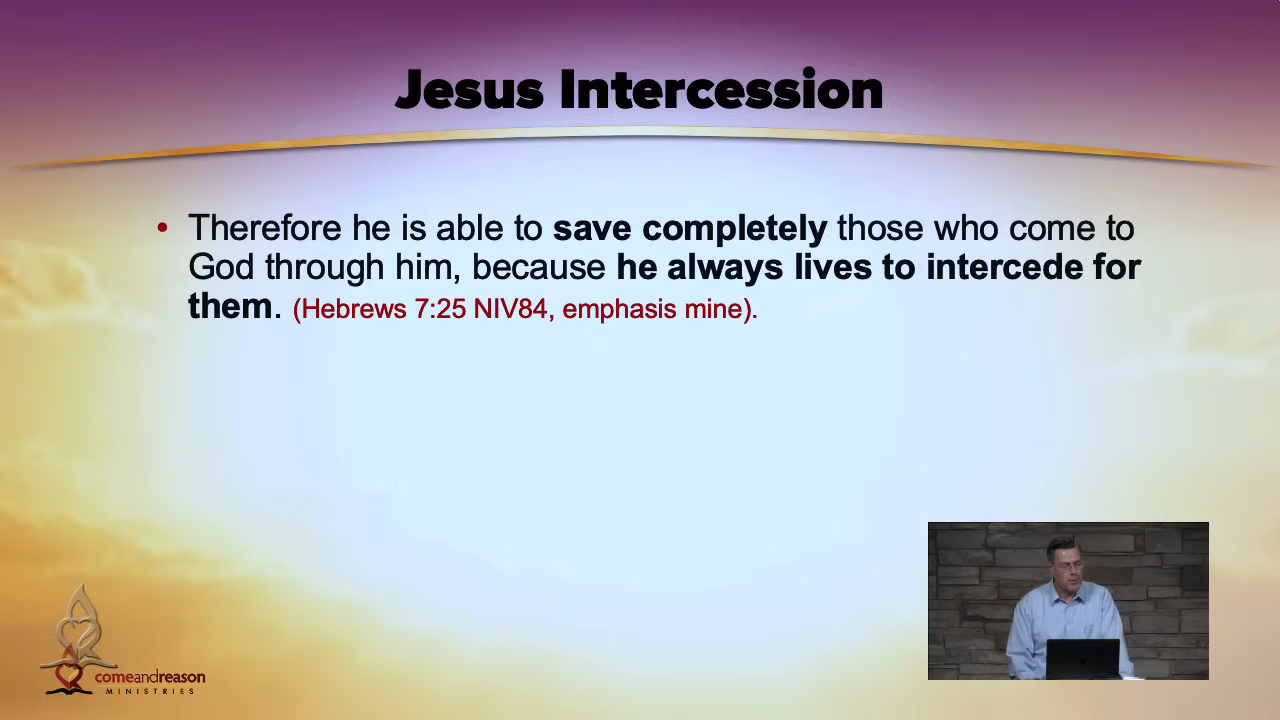 Jesus Intercession
• Therefore he is able to save completely those who come to
God through him, because he always lives to intercede for
them. (Hebrews 7:25 NIV84, emphasis mine).
comeandreason
MINISTRIES